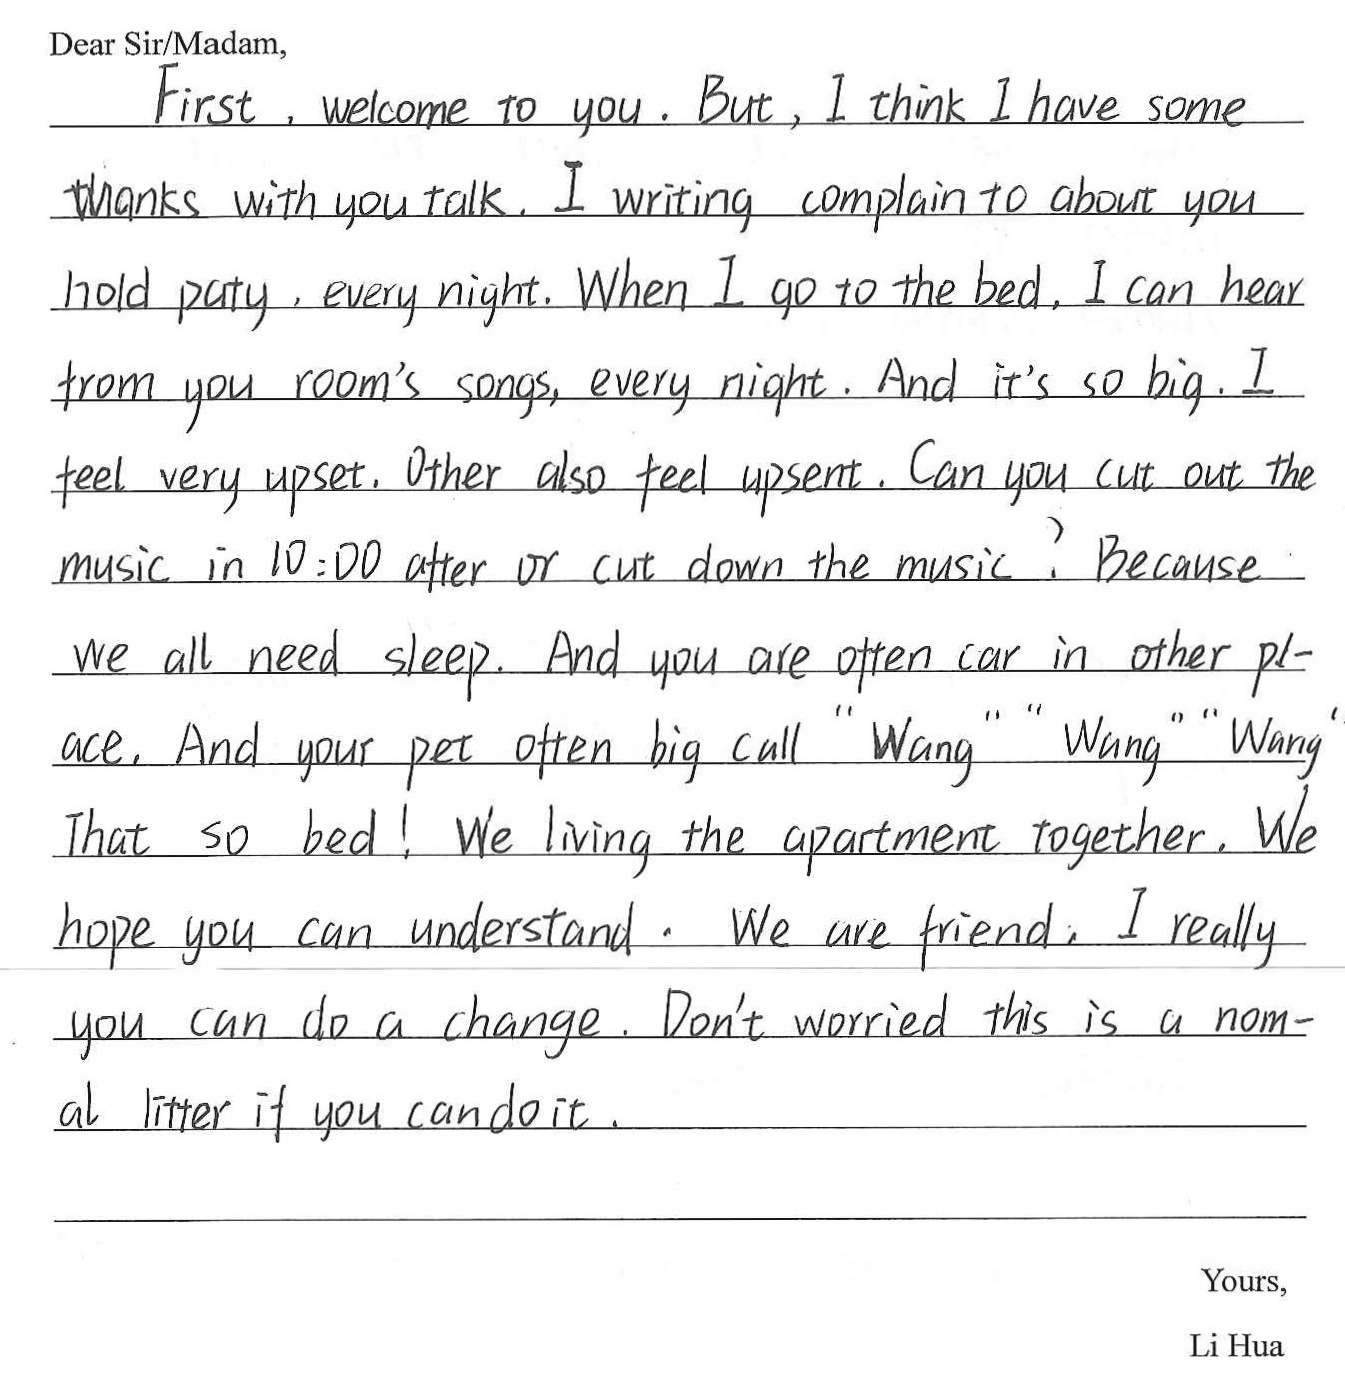 Dear Sir/Madam,
First, welcome to you. But, I think I have some
thanks with you talk. I writing complain to about you
hold paty, every night. When I go to the bed, I can hear
from you room's songs, every night. And it's so big. I
feel very upset. Other also feel upsent. Can you cut out the
music in 10:00 after or cut down the music? Because
we all need sleep. And you are often car in other pl-
ace. And your pet often big call "Wang" "Wang" "Wang"
That so bed! We living the apartment together. We
hope you can understand. We are friend. I really
you can do a change. Don't worried this is a nom-
al litter if you can do it.
Yours,
Li Hua